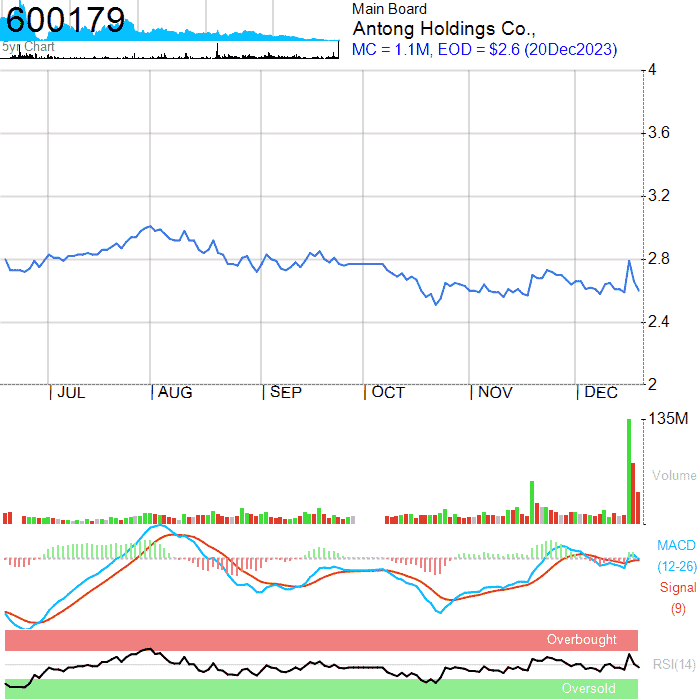 600179
5yr Chart
Main Board
Antong Holdings Co.,
MC = 1.1M, EOD = $2.6 (20Dec2023)
4
3.6
3.2
2.8
2.4
2
JUL AUG SEP OCT NOV DEC
135M
Volume
MACD
(12-26)
Signal
(9)
Overbought
RSI(14)
Oversold